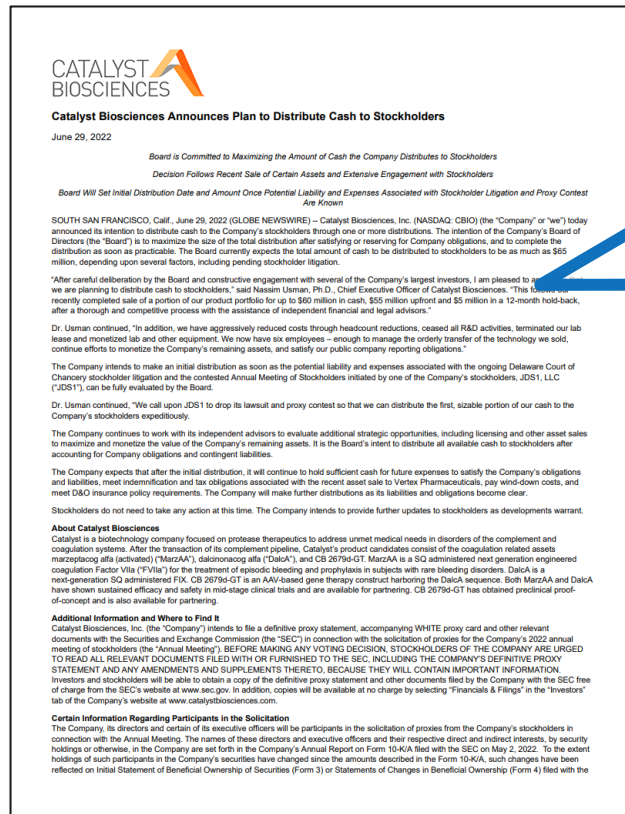 CATALYST
BIOSCIENCES
Catalyst Biosciences Announces Plan to Distribute Cash to Stockholders
June 29, 2022
Board is Committed to Maximizing the Amount of Cash the Company Distributes to Stockholders
Decision Follows Recent Sale of Certain Assets and Extensive Engagement with Stockholders
Board Will Set Initial Distribution Date and Amount Once Potential Liability and Expenses Associated with Stockholder Litigation and Proxy Contest
Are Known
SOUTH SAN FRANCISCO, Calif., June 29, 2022 (GLOBE NEWSWIRE) -- Catalyst Biosciences, Inc. (NASDAQ: CBIO) (the “Company” or “we”) today
announced its intention to distribute cash to the Company's stockholders through one or more distributions. The intention of the Company's Board of
Directors (the “Board”) is to maximize the size of the total distribution after satisfying or reserving for Company obligations, and to complete the
distribution as soon as practicable. The Board currently expects the total amount of cash to be distributed to stockholders to be as much as $65
million, depending upon several factors, including pending stockholder litigation.
“After careful deliberation by the Board and constructive engagement with several of the Company's largest investors, I am pleased to
we are planning to distribute cash to stockholders,” said Nassim Usman, Ph.D., Chief Executive Officer of Catalyst Biosciences. “This
recently completed sale of a portion of our product portfolio for up to $60 million in cash, $55 million upfront and $5 million in a 12-month hold-back,
after a thorough and competitive process with the assistance of independent financial and legal advisors.”
Dr. Usman continued, “In addition, we have aggressively reduced costs through headcount reductions, ceased all R&D activities, terminated our lab
lease and monetized lab and other equipment. We now have six employees – enough to manage the orderly transfer of the technology we sold,
continue efforts to monetize the Company's remaining assets, and satisfy our public company reporting obligations.”
The Company intends to make an initial distribution as soon as the potential liability and expenses associated with the ongoing Delaware Court of
Chancery stockholder litigation and the contested Annual Meeting of Stockholders initiated by one of the Company's stockholders, JDS1, LLC
(“JDS1”), can be fully evaluated by the Board.
Dr. Usman continued, “We call upon JDS1 to drop its lawsuit and proxy contest so that we can distribute the first, sizable portion of our cash to the
Company's stockholders expeditiously.
The Company continues to work with its independent advisors to evaluate additional strategic opportunities, including licensing and other asset sales
to maximize and monetize the value of the Company's remaining assets. It is the Board's intent to distribute all available cash to stockholders after
accounting for Company obligations and contingent liabilities.
The Company expects that after the initial distribution, it will continue to hold sufficient cash for future expenses to satisfy the Company's obligations
and liabilities, meet indemnification and tax obligations associated with the recent asset sale to Vertex Pharmaceuticals, pay wind-down costs, and
meet D&O insurance policy requirements. The Company will make further distributions as its liabilities and obligations become clear.
Stockholders do not need to take any action at this time. The Company intends to provide further updates to stockholders as developments warrant.
About Catalyst Biosciences
Catalyst is a biotechnology company focused on protease therapeutics to address unmet medical needs in disorders of the complement and
coagulation systems. After the transaction of its complement pipeline, Catalyst's product candidates consist of the coagulation related assets
marzeptacog alfa (activated) (“MarzAA”), dalcinonacog alfa (“DalcA”), and CB 2679d-GT. MarzAA is a SQ administered next generation engineered
coagulation Factor VIIa (“FVIIa”) for the treatment of episodic bleeding and prophylaxis in subjects with rare bleeding disorders. DalcA is a
next-generation SQ administered FIX. CB 2679d-GT is an AAV-based gene therapy construct harboring the DalcA sequence. Both MarzAA and DalcA
have shown sustained efficacy and safety in mid-stage clinical trials and are available for partnering. CB 2679d-GT has obtained preclinical proof-
of-concept and is also available for partnering.
Additional Information and Where to Find It
Catalyst Biosciences, Inc. (the “Company”) intends to file a definitive proxy statement, accompanying WHITE proxy card and other relevant
documents with the Securities and Exchange Commission (the “SEC”) in connection with the solicitation of proxies for the Company's 2022 annual
meeting of stockholders (the “Annual Meeting”). BEFORE MAKING ANY VOTING DECISION, STOCKHOLDERS OF THE COMPANY ARE URGED
TO READ ALL RELEVANT DOCUMENTS FILED WITH OR FURNISHED TO THE SEC, INCLUDING THE COMPANY'S DEFINITIVE PROXY
STATEMENT AND ANY AMENDMENTS AND SUPPLEMENTS THERETO, BECAUSE THEY WILL CONTAIN IMPORTANT INFORMATION.
Investors and stockholders will be able to obtain a copy of the definitive proxy statement and other documents filed by the Company with the SEC free
of charge from the SEC's website at www.sec.gov. In addition, copies will be available at no charge by selecting “Financials & Filings” in the “Investors”
tab of the Company's website at www.catalystbiosciences.com.
Certain Information Regarding Participants in the Solicitation
The Company, its directors and certain of its executive officers will be participants in the solicitation of proxies from the Company's stockholders in
connection with the Annual Meeting. The names of these directors and executive officers and their respective direct and indirect interests, by security
holdings or otherwise, in the Company are set forth in the Company's Annual Report on Form 10-K/A filed with the SEC on May 2, 2022. To the extent
holdings of such participants in the Company's securities have changed since the amounts described in the Form 10-K/A, such changes have been
reflected on Initial Statement of Beneficial Ownership of Securities (Form 3) or Statements of Changes in Beneficial Ownership (Form 4) filed with the